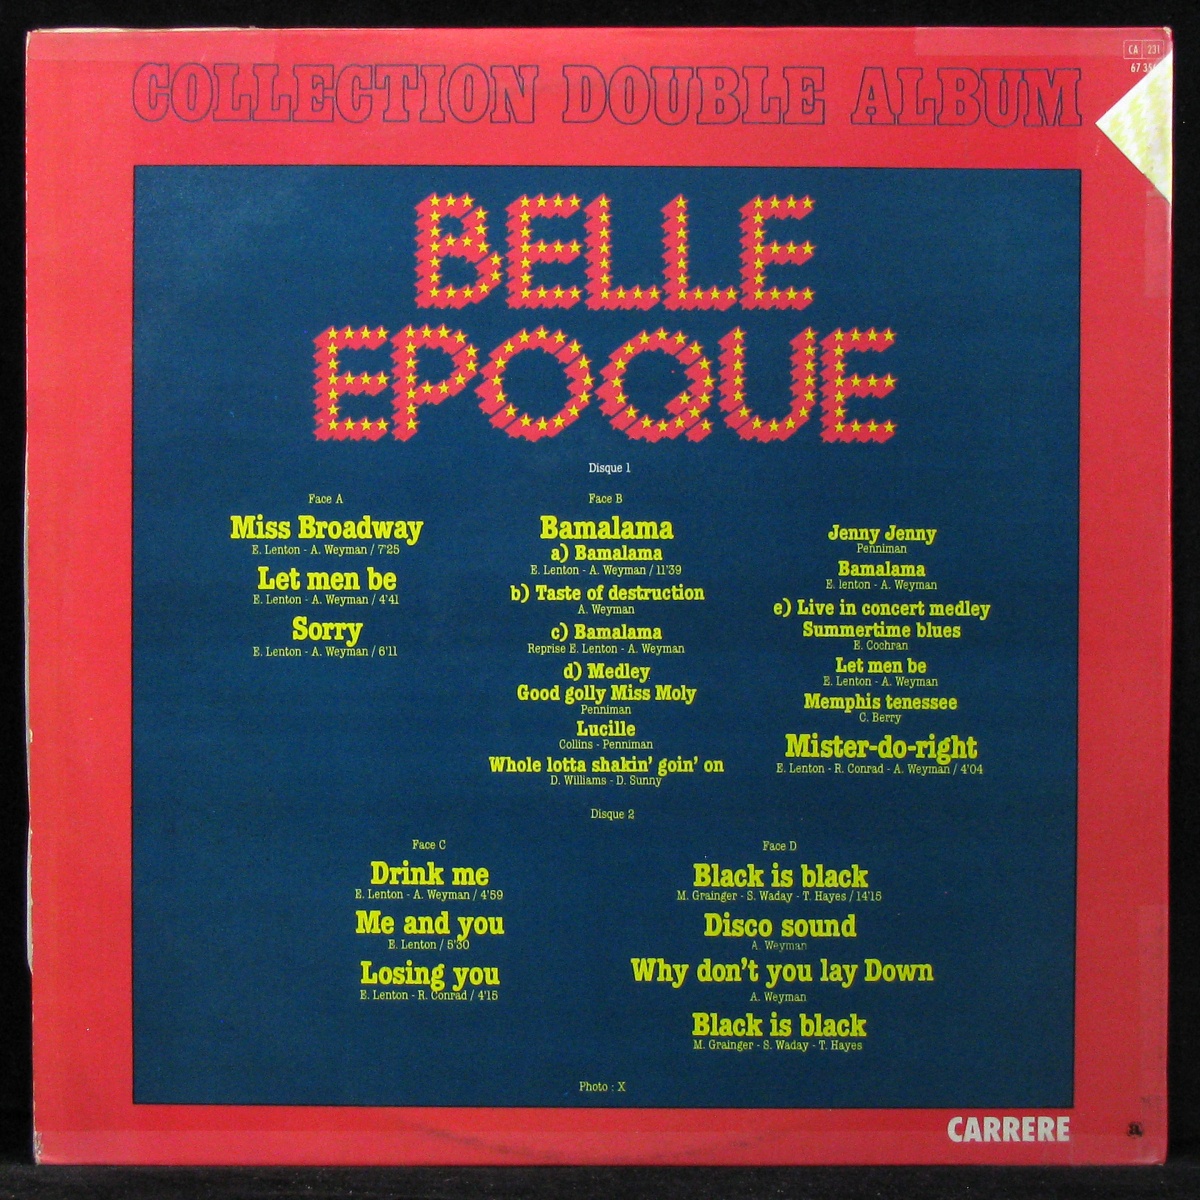 CA 231
67 35
COLLECTION DOUBLE ALBUM
BELLE
EPOQUE
Disque 1
Face A
Miss Broadway
E. Lenton - A. Weyman / 7'25
Let men be
E. Lenton - A. Weyman / 4'41
Sorry
E. Lenton - A. Weyman / 6'11
Face B
Bamalama
a) Bamalama
E. Lenton - A. Weyman / 11'39
b) Taste of destruction
A. Weyman
c) Bamalama
Reprise E. Lenton - A. Weyman
d) Medley
Good golly Miss Moly
Penniman
Lucille
Collins - Penniman
Whole lotta shakin' goin' on
D. Williams - D. Sunny
Jenny Jenny
Penniman
Bamalama
E. lenton - A. Weyman
e) Live in concert medley
Summertime blues
E. Cochran
Let men be
E. Lenton - A. Weyman
Memphis tenessee
C. Berry
Mister-do-right
E. Lenton - R. Conrad - A. Weyman / 4'04
Disque 2
Face C
Drink me
E. Lenton - A. Weyman / 4'59
Me and you
E. Lenton / 5'30
Losing you
E. Lenton - R. Conrad / 4'15
Face D
Black is black
M. Grainger - S. Waday - T. Hayes / 14'15
Disco sound
A. Weyman
Why don't you lay Down
A. Weyman
Black is black
M. Grainger - S. Waday - T. Hayes
Photo : X
CARRERE
a